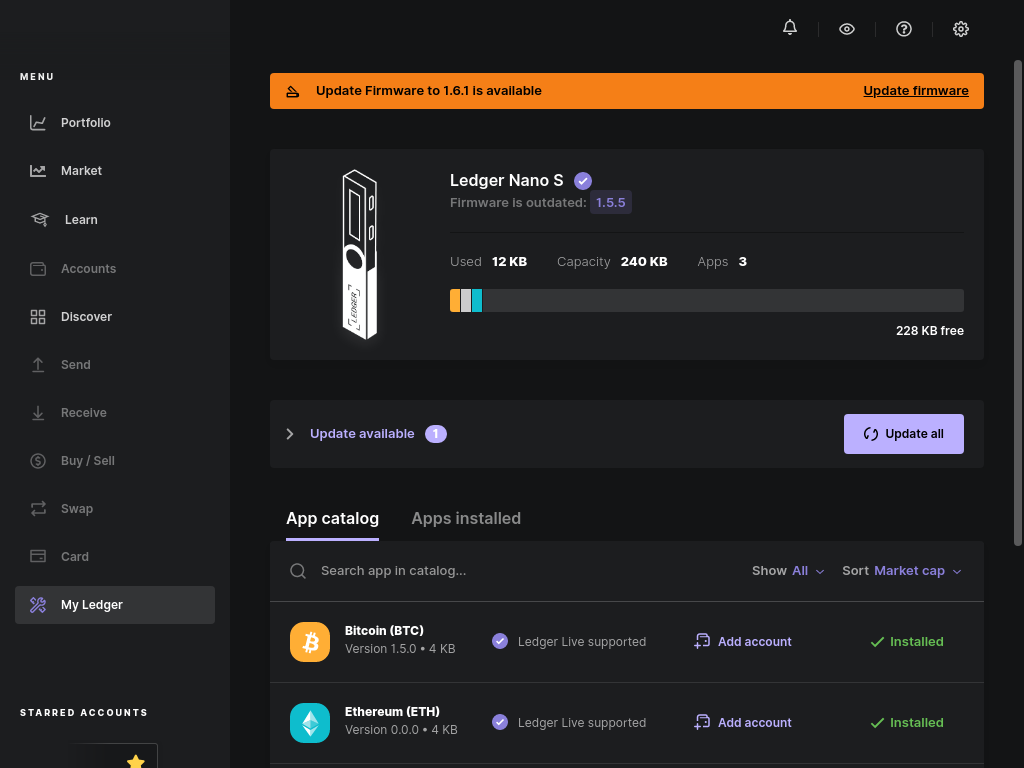 MENU
Portfolio
Market
Learn
Accounts
Discover
Send
Receive
Buy / Sell
Swap
Card
My Ledger
STARRED ACCOUNTS
Update Firmware to 1.6.1 is available
Update firmware
LEDGER
Ledger Nano S
Firmware is outdated: 1.5.5
Used 12 KB Capacity 240 KB Apps 3
228 KB free
Update available 1
Update all
App catalog Apps installed
Search app in catalog...
Show All Sort Market cap
Bitcoin (BTC)
Version 1.5.0 • 4 KB
Ledger Live supported
Add account
Installed
Ethereum (ETH)
Version 0.0.0 • 4 KB
Ledger Live supported
Add account
Installed